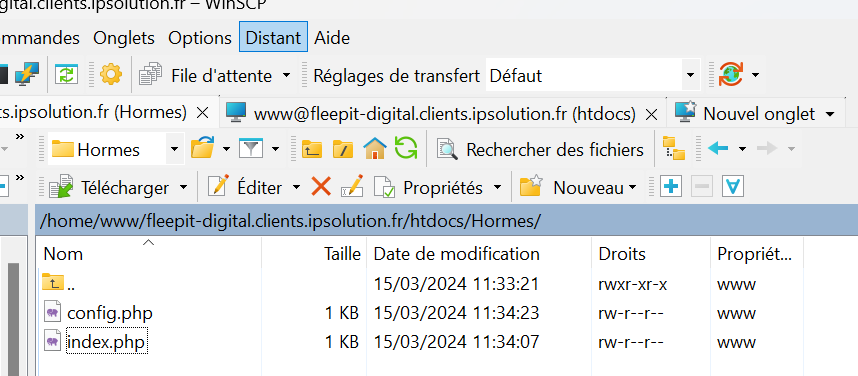 digital.clients.ipsolution.fr – WinSCP
ommandes Onglets Options Distant Aide
File d'attente Réglages de transfert Défaut
ts.ipsolution.fr (Hormes) www@fleepit-digital.clients.ipsolution.fr (htdocs) Nouvel onglet
Hormes Rechercher des fichiers
Télécharger Éditer Propriétés Nouveau
/home/www/fleepit-digital.clients.ipsolution.fr/htdocs/Hormes/
Nom Taille Date de modification Droits Propriét...
.. 15/03/2024 11:33:21 rwxr-xr-x www
config.php 1 KB 15/03/2024 11:34:23 rw-r--r-- www
index.php 1 KB 15/03/2024 11:34:07 rw-r--r-- www